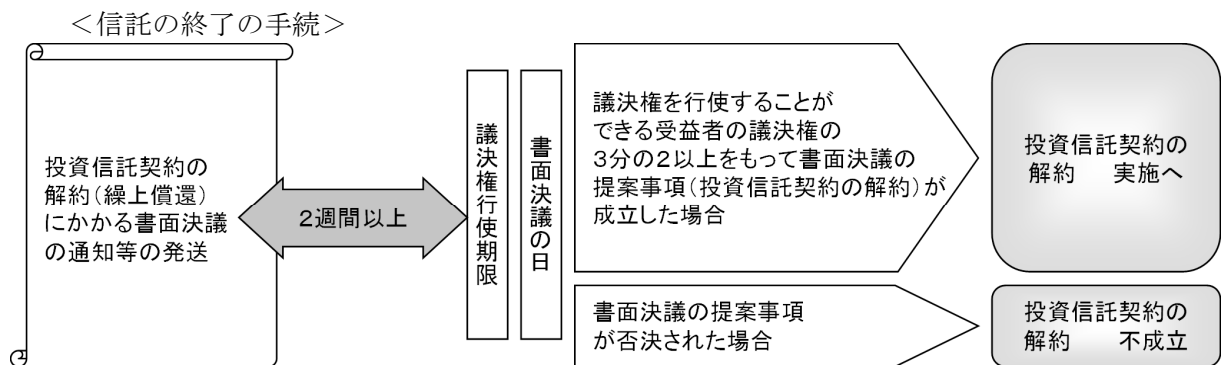 ＜信託の終了の手続＞
投資信託契約の
解約(繰上償還)
にかかる書面決議
の通知等の発送
２週間以上
議決権行使期限
書面決議の日
議決権を行使することが
できる受益者の議決権の
３分の２以上をもって書面決議の
提案事項(投資信託契約の解約)が
成立した場合
投資信託契約の
解約　　実施へ
書面決議の提案事項
が否決された場合
投資信託契約の
解約　　不成立